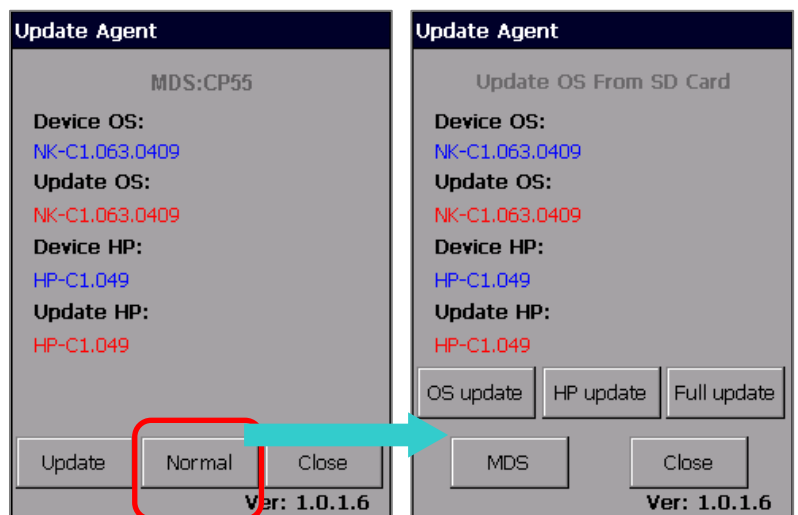 Update Agent
MDS:CP55
Device OS:
NK-C1.063.0409
Update OS:
NK-C1.063.0409
Device HP:
HP-C1.049
Update HP:
HP-C1.049
Update Normal Close
Ver: 1.0.1.6
Update Agent
Update OS From SD Card
Device OS:
NK-C1.063.0409
Update OS:
NK-C1.063.0409
Device HP:
HP-C1.049
Update HP:
HP-C1.049
OS update HP update Full update
MDS Close
Ver: 1.0.1.6